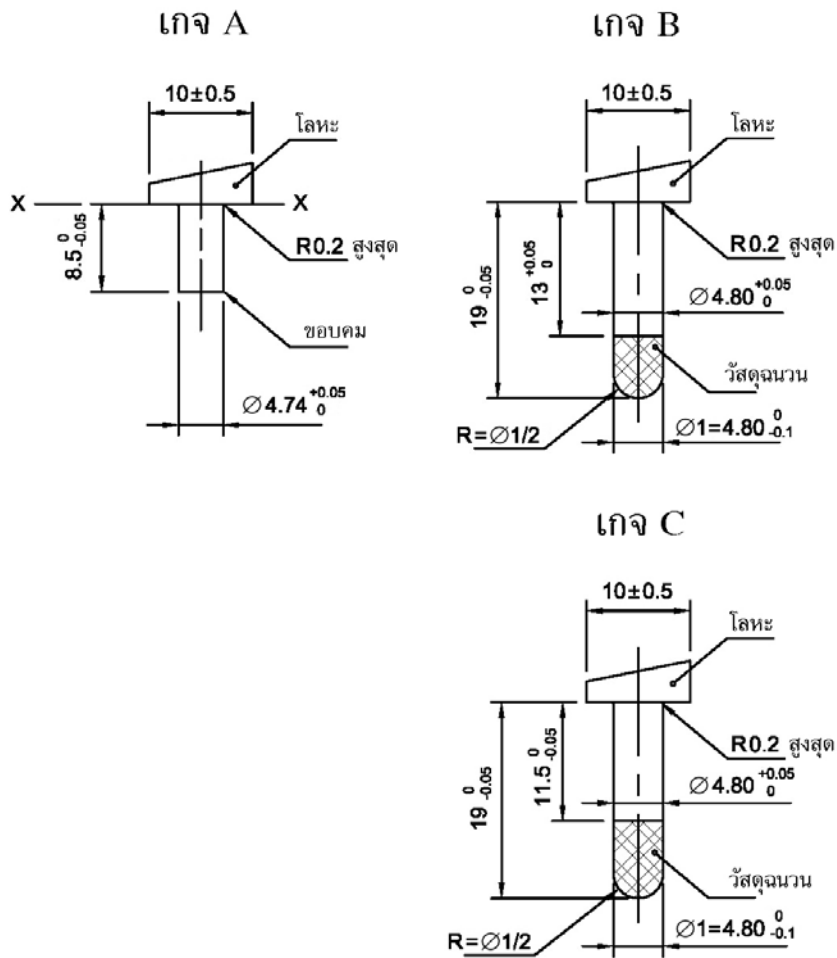 เกจ A
10±0.5
โลหะ
X X
R0.2 สูงสุด
8.5 0 -0.05
ขอบคม
∅4.74 +0.05 0
เกจ B
10±0.5
โลหะ
R0.2 สูงสุด
19 0 -0.05
13 +0.05 0
∅4.80 +0.05 0
วัสดุฉนวน
R=∅1/2
∅1=4.80 0 -0.1
เกจ C
10±0.5
โลหะ
R0.2 สูงสุด
19 0 -0.05
11.5 0 -0.05
∅4.80 +0.05 0
วัสดุฉนวน
R=∅1/2
∅1=4.80 0 -0.1